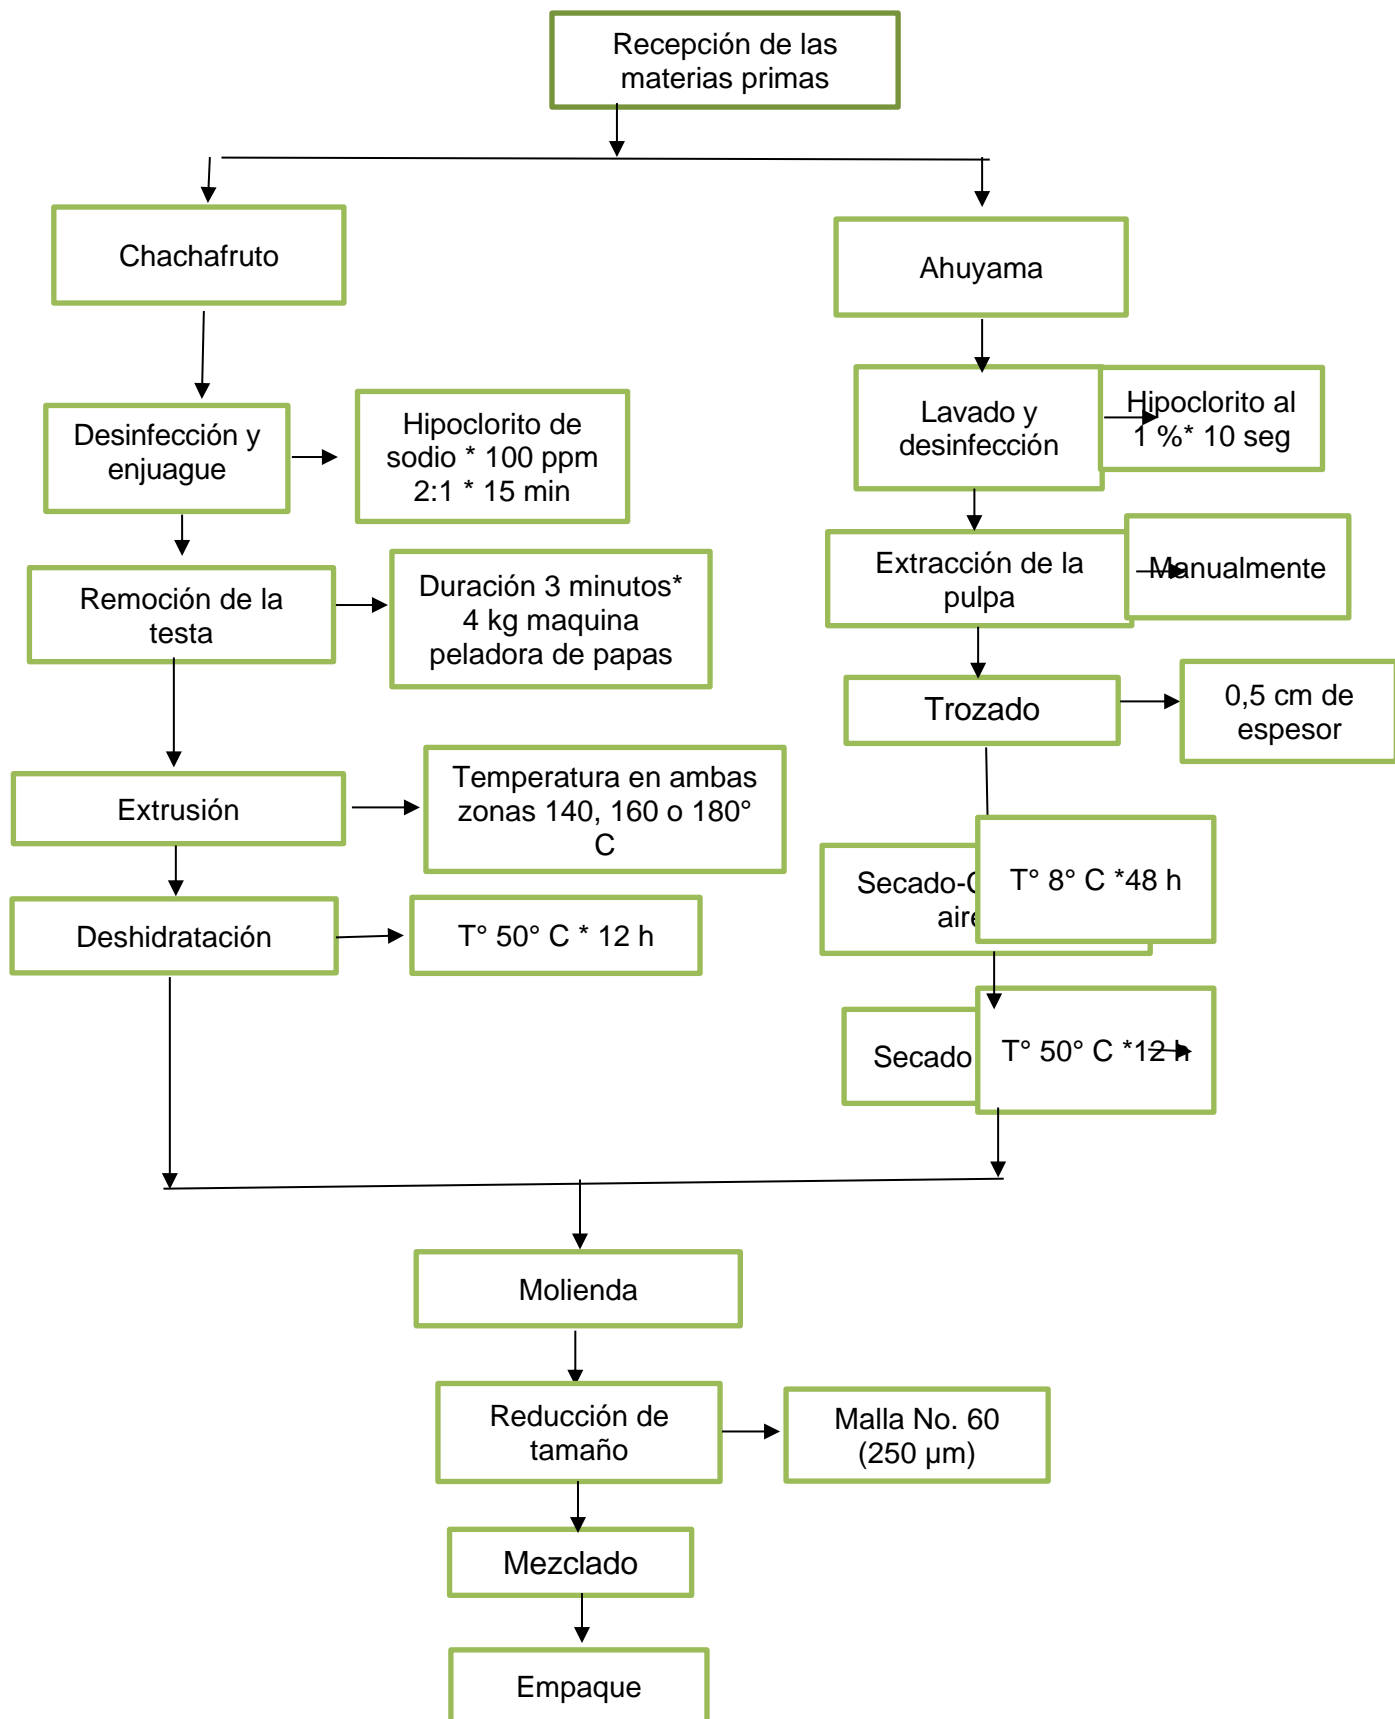 Recepción de las
materias primas
Chachafruto
Ahuyama
Desinfección y
enjuague
Hipoclorito de
sodio * 100 ppm
2:1 * 15 min
Lavado y
desinfección
Hipoclorito al
1 %* 10 seg
Remoción de la
testa
Duración 3 minutos*
4 kg maquina
peladora de papas
Extracción de la
pulpa
Manualmente
Trozado
0,5 cm de
espesor
Extrusión
Temperatura en ambas
zonas 140, 160 o 180°
C
Secado-
T° 8° C *48 h
Deshidratación
T° 50° C * 12 h
Secado
T° 50° C *12 h
Molienda
Reducción de
tamaño
Malla No. 60
(250 µm)
Mezclado
Empaque